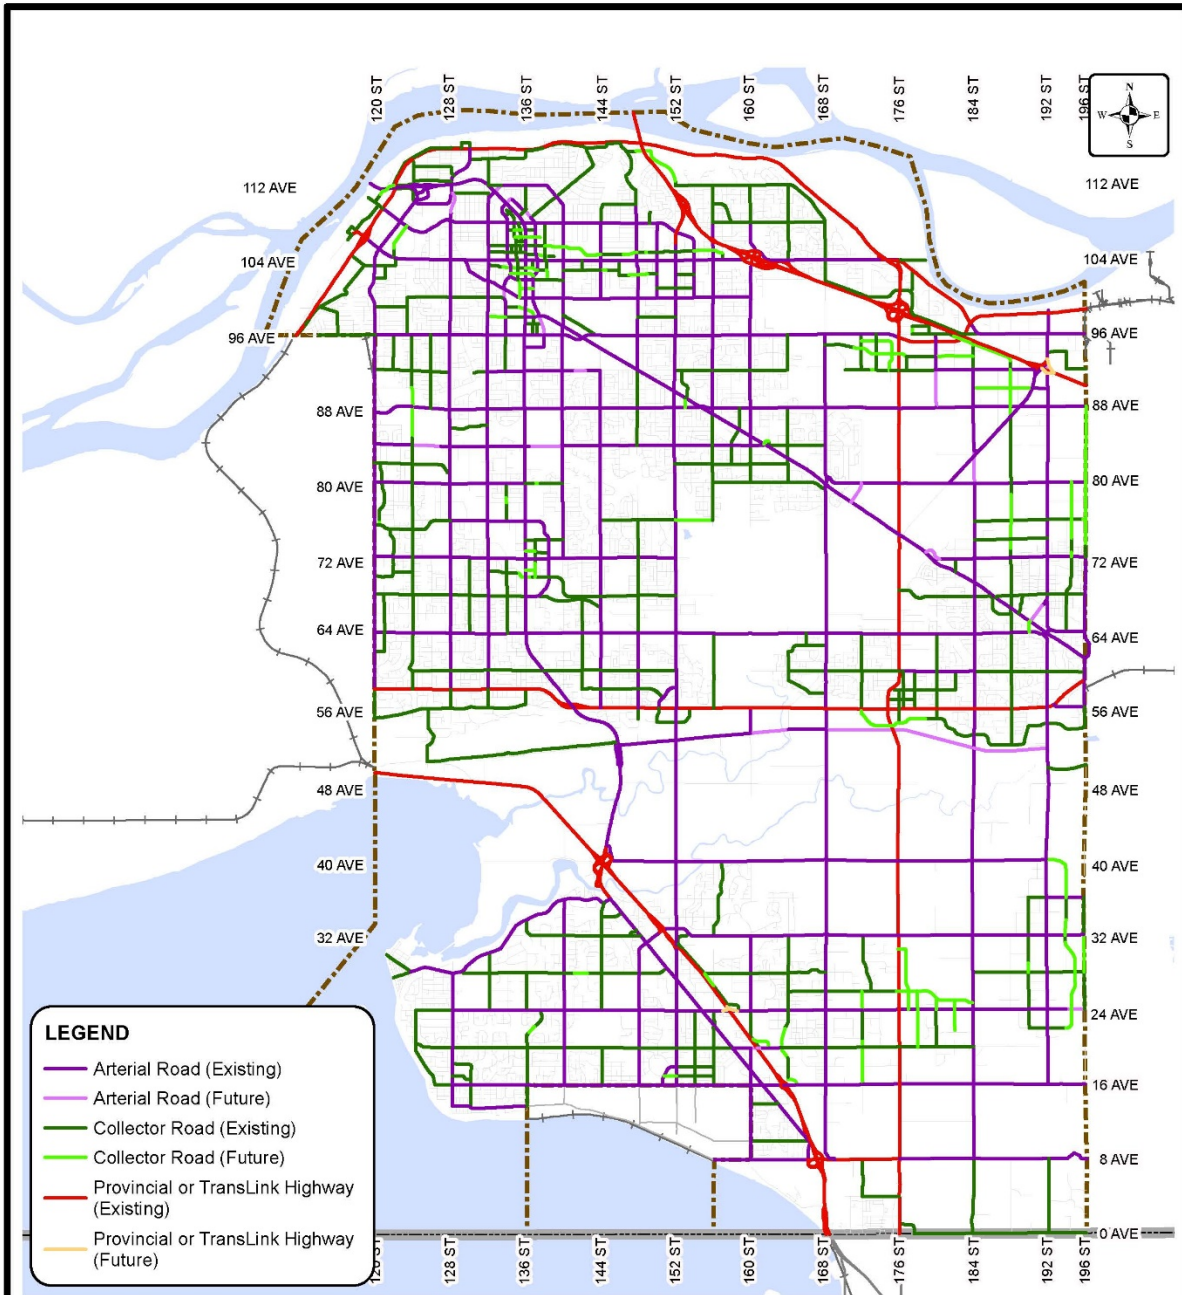 120 ST
128 ST
136 ST
144 ST
152 ST
160 ST
168 ST
176 ST
184 ST
192 ST
196 ST
N
W E
S
112 AVE
112 AVE
104 AVE
104 AVE
96 AVE
96 AVE
88 AVE
88 AVE
80 AVE
80 AVE
72 AVE
72 AVE
64 AVE
64 AVE
56 AVE
56 AVE
48 AVE
48 AVE
40 AVE
40 AVE
32 AVE
32 AVE
24 AVE
16 AVE
8 AVE
0 AVE
LEGEND
Arterial Road (Existing)
Arterial Road (Future)
Collector Road (Existing)
Collector Road (Future)
Provincial or TransLink Highway
(Existing)
Provincial or TransLink Highway
(Future)
120 ST
128 ST
136 ST
144 ST
152 ST
160 ST
168 ST
176 ST
184 ST
192 ST
196 ST